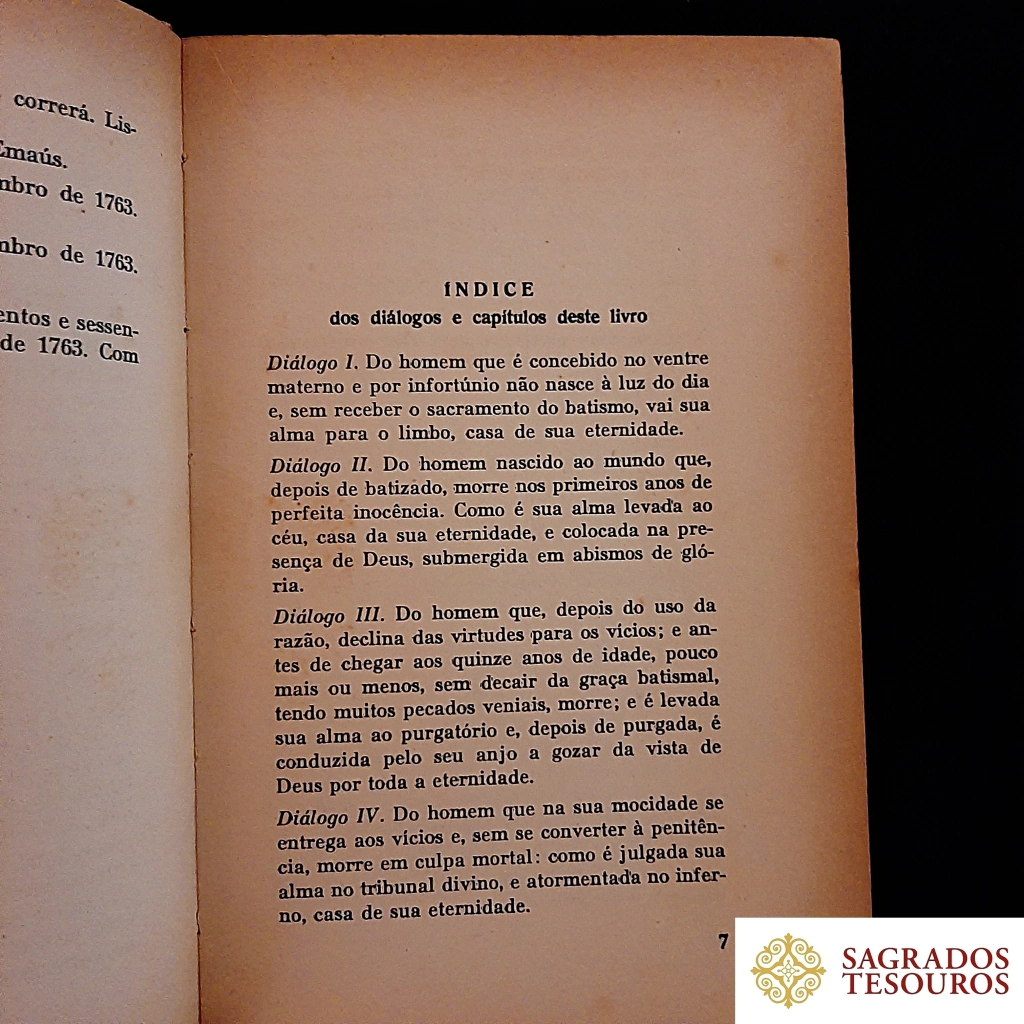 correrá. Lis-
Emaús.
mbro de 1763.
mbro de 1763.
entos e sessen-
de 1763. Com
ÍNDICE
dos diálogos e capítulos deste livro
Diálogo I. Do homem que é concebido no ventre
materno e por infortúnio não nasce à luz do dia
e, sem receber o sacramento do batismo, vai sua
alma para o limbo, casa de sua eternidade.
Diálogo II. Do homem nascido ao mundo que,
depois de batizado, morre nos primeiros anos de
perfeita inocência. Como é sua alma levada ao
céu, casa da sua eternidade, e colocada na pre-
sença de Deus, submergida em abismos de gló-
ria.
Diálogo III. Do homem que, depois do uso da
razão, declina das virtudes para os vícios; e an-
tes de chegar aos quinze anos de idade, pouco
mais ou menos, sem decair da graça batismal,
tendo muitos pecados veniais, morre; e é levada
sua alma ao purgatório e, depois de purgada, é
conduzida pelo seu anjo a gozar da vista de
Deus por toda a eternidade.
Diálogo IV. Do homem que na sua mocidade se
entrega aos vícios e, sem se converter à penitên-
cia, morre em culpa mortal: como é julgada sua
alma no tribunal divino, e atormentada no infer-
no, casa de sua eternidade.
7
SAGRADOS
TESOUROS